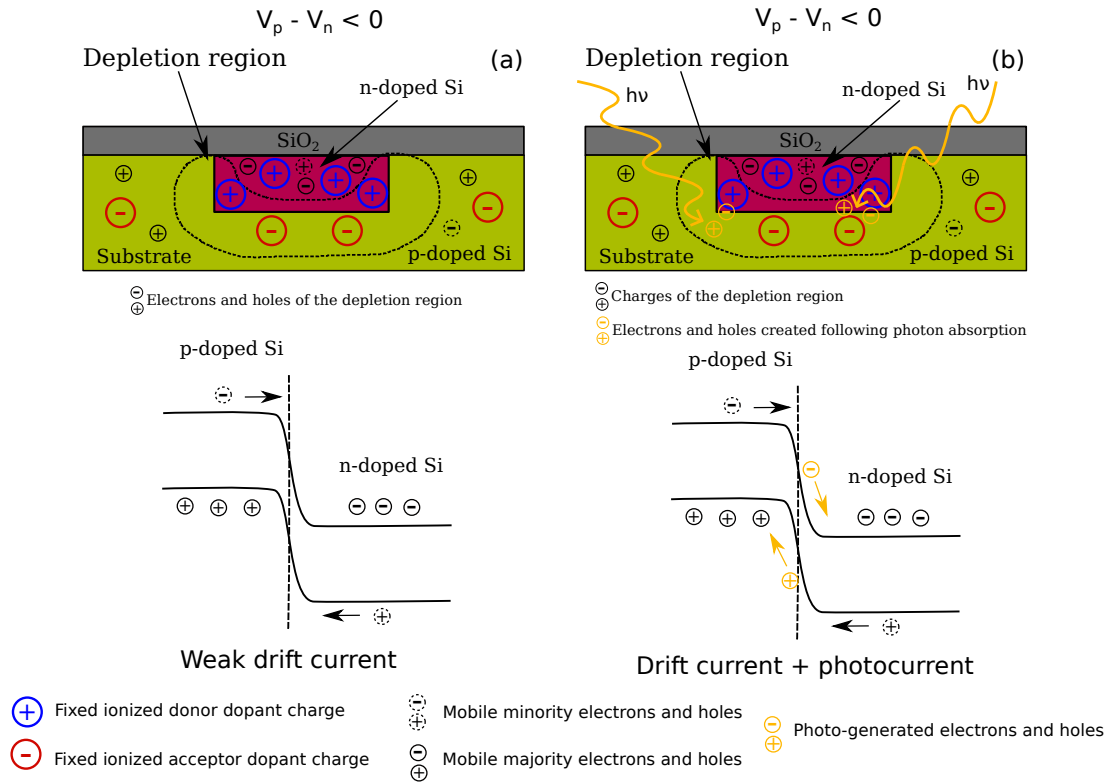 Vp - Vn < 0
Depletion region
(a)
n-doped Si
SiO2
Substrate
p-doped Si
Electrons and holes of the depletion region
p-doped Si
n-doped Si
Weak drift current
Vp - Vn < 0
Depletion region
(b)
hν
n-doped Si
hν
SiO2
Substrate
p-doped Si
Charges of the depletion region
Electrons and holes created following photon absorption
p-doped Si
n-doped Si
Drift current + photocurrent
Fixed ionized donor dopant charge
Fixed ionized acceptor dopant charge
Mobile minority electrons and holes
Mobile majority electrons and holes
Photo-generated electrons and holes